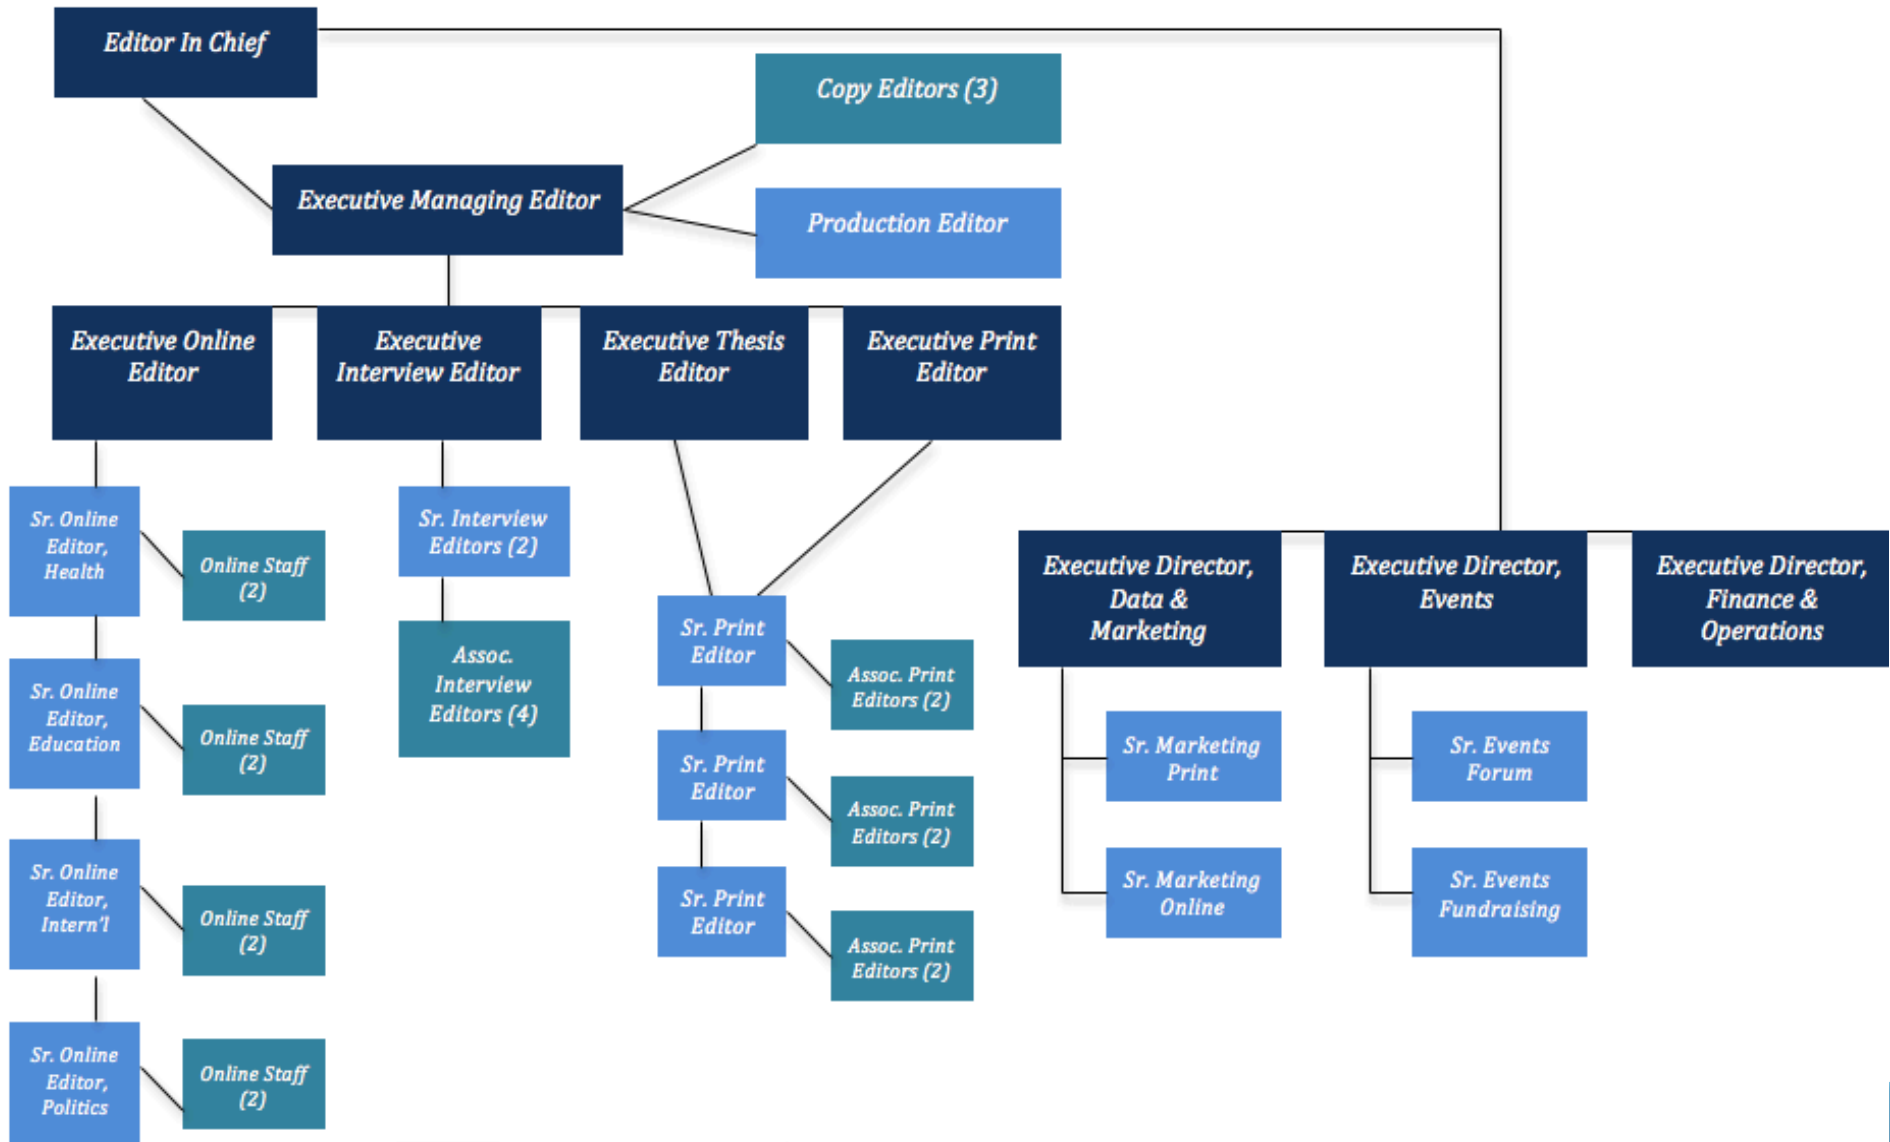 Editor In Chief
Copy Editors (3)
Executive Managing Editor
Production Editor
Executive Online
Editor
Executive
Interview Editor
Executive Thesis
Editor
Executive Print
Editor
Sr. Online
Editor,
Health
Online Staff
(2)
Sr. Online
Editor,
Education
Online Staff
(2)
Sr. Online
Editor,
Intern'l
Online Staff
(2)
Sr. Online
Editor,
Politics
Online Staff
(2)
Sr. Interview
Editors (2)
Assoc.
Interview
Editors (4)
Sr. Print
Editor
Assoc. Print
Editors (2)
Sr. Print
Editor
Assoc. Print
Editors (2)
Sr. Print
Editor
Assoc. Print
Editors (2)
Executive Director,
Data &
Marketing
Sr. Marketing
Print
Sr. Marketing
Online
Executive Director,
Events
Sr. Events
Forum
Sr. Events
Fundraising
Executive Director,
Finance &
Operations